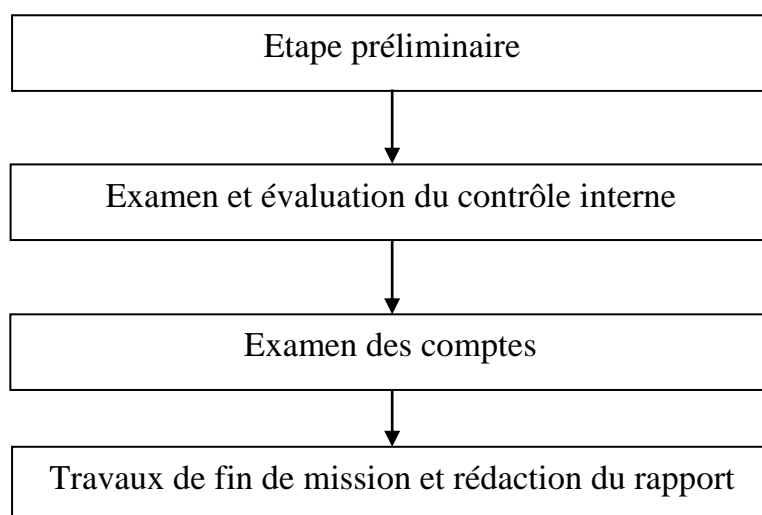 Etape préliminaire
Examen et évaluation du contrôle interne
Examen des comptes
Travaux de fin de mission et rédaction du rapport